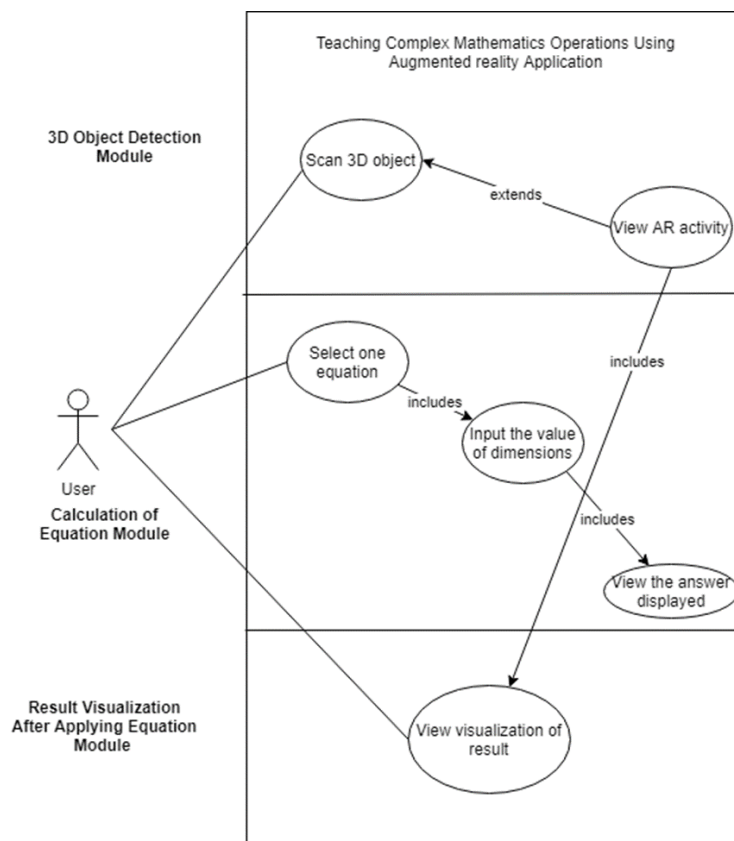 Teaching Complex Mathematics Operations Using
Augmented reality Application
3D Object Detection
Module
Scan 3D object
extends
View AR activity
Select one
equation
includes
includes
Input the value
of dimensions
User
Calculation of
Equation Module
includes
View the answer
displayed
Result Visualization
After Applying Equation
Module
View visualization of
result